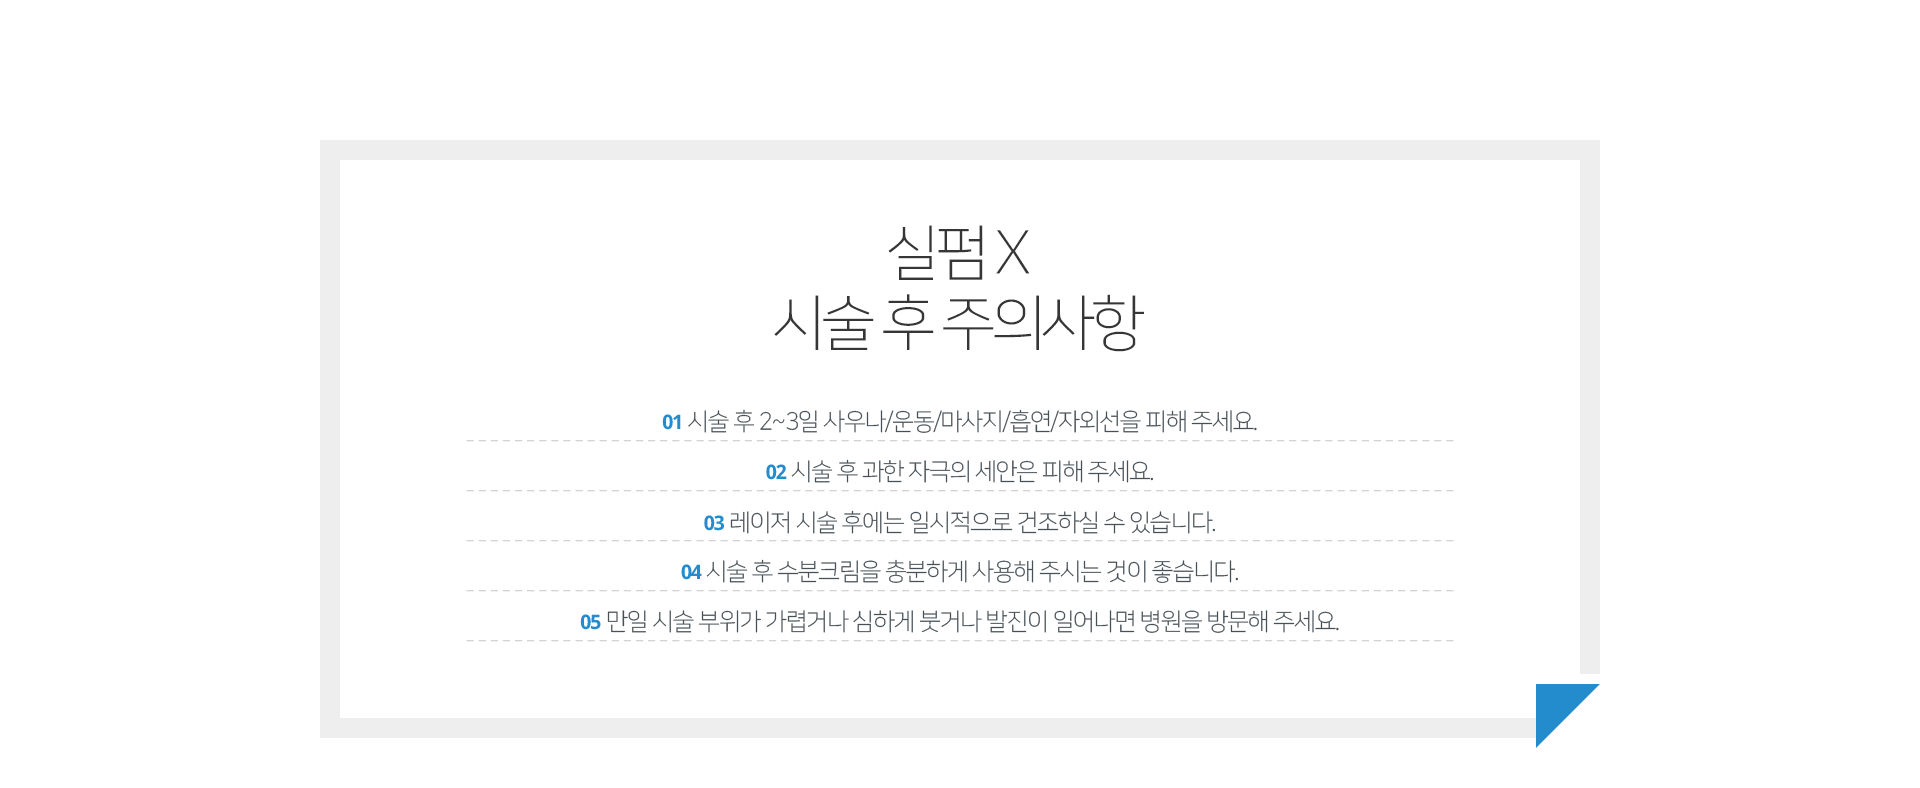 실펌 X
시술 후 주의사항
01 시술 후 2~3일 사우나/운동/마사지/흡연/자외선을 피해 주세요.
02 시술 후 과한 자극의 세안은 피해 주세요.
03 레이저 시술 후에는 일시적으로 건조하실 수 있습니다.
04 시술 후 수분크림을 충분하게 사용해 주시는 것이 좋습니다.
05 만일 시술 부위가 가렵거나 심하게 붓거나 발진이 일어나면 병원을 방문해 주세요.